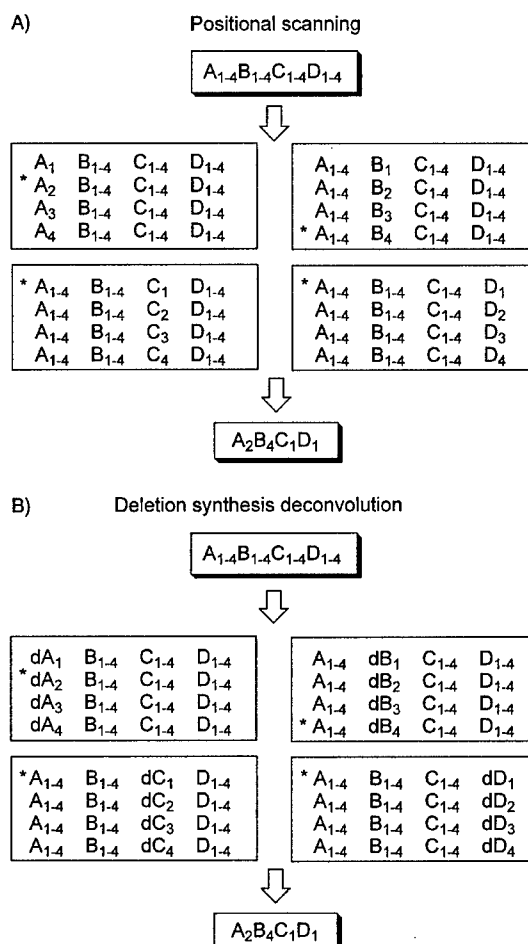 A) Positional scanning
A₁₋₄B₁₋₄C₁₋₄D₁₋₄
A₁ B₁₋₄ C₁₋₄ D₁₋₄
* A₂ B₁₋₄ C₁₋₄ D₁₋₄
A₃ B₁₋₄ C₁₋₄ D₁₋₄
A₄ B₁₋₄ C₁₋₄ D₁₋₄
A₁₋₄ B₁ C₁₋₄ D₁₋₄
A₁₋₄ B₂ C₁₋₄ D₁₋₄
A₁₋₄ B₃ C₁₋₄ D₁₋₄
* A₁₋₄ B₄ C₁₋₄ D₁₋₄
* A₁₋₄ B₁₋₄ C₁ D₁₋₄
A₁₋₄ B₁₋₄ C₂ D₁₋₄
A₁₋₄ B₁₋₄ C₃ D₁₋₄
A₁₋₄ B₁₋₄ C₄ D₁₋₄
* A₁₋₄ B₁₋₄ C₁₋₄ D₁
A₁₋₄ B₁₋₄ C₁₋₄ D₂
A₁₋₄ B₁₋₄ C₁₋₄ D₃
A₁₋₄ B₁₋₄ C₁₋₄ D₄
A₂B₄C₁D₁
B) Deletion synthesis deconvolution
A₁₋₄B₁₋₄C₁₋₄D₁₋₄
dA₁ B₁₋₄ C₁₋₄ D₁₋₄
* dA₂ B₁₋₄ C₁₋₄ D₁₋₄
dA₃ B₁₋₄ C₁₋₄ D₁₋₄
dA₄ B₁₋₄ C₁₋₄ D₁₋₄
A₁₋₄ dB₁ C₁₋₄ D₁₋₄
A₁₋₄ dB₂ C₁₋₄ D₁₋₄
A₁₋₄ dB₃ C₁₋₄ D₁₋₄
* A₁₋₄ dB₄ C₁₋₄ D₁₋₄
* A₁₋₄ B₁₋₄ dC₁ D₁₋₄
A₁₋₄ B₁₋₄ dC₂ D₁₋₄
A₁₋₄ B₁₋₄ dC₃ D₁₋₄
A₁₋₄ B₁₋₄ dC₄ D₁₋₄
* A₁₋₄ B₁₋₄ C₁₋₄ dD₁
A₁₋₄ B₁₋₄ C₁₋₄ dD₂
A₁₋₄ B₁₋₄ C₁₋₄ dD₃
A₁₋₄ B₁₋₄ C₁₋₄ dD₄
A₂B₄C₁D₁